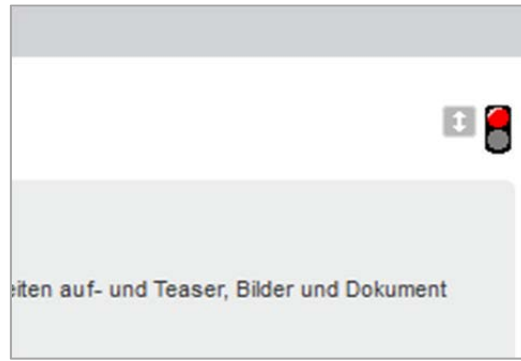 eiten auf- und Teaser, Bilder und Dokument